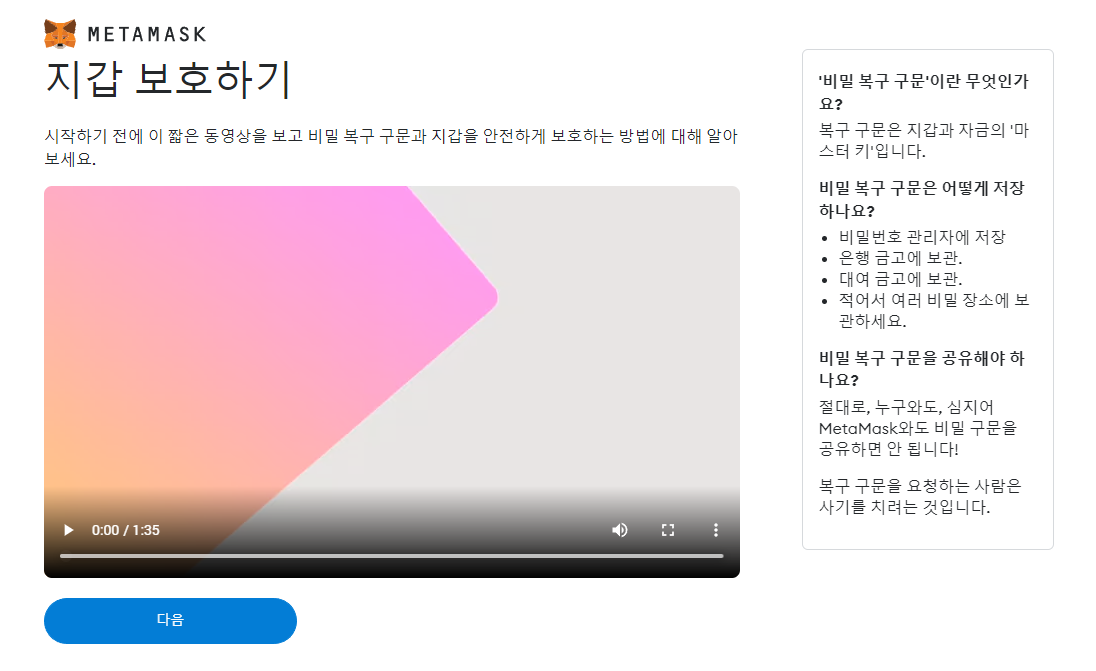 METAMASK
지갑 보호하기
시작하기 전에 이 짧은 동영상을 보고 비밀 복구 구문과 지갑을 안전하게 보호하는 방법에 대해 알아
보세요.
0:00 / 1:35
다음
'비밀 복구 구문'이란 무엇인가
요?
복구 구문은 지갑과 자금의 '마
스터 키'입니다.
비밀 복구 구문은 어떻게 저장
하나요?
• 비밀번호 관리자에 저장
• 은행 금고에 보관.
• 대여 금고에 보관.
• 적어서 여러 비밀 장소에 보
관하세요.
비밀 복구 구문을 공유해야 하
나요?
절대로, 누구와도, 심지어
MetaMask와도 비밀 구문을
공유하면 안 됩니다!
복구 구문을 요청하는 사람은
사기를 치려는 것입니다.